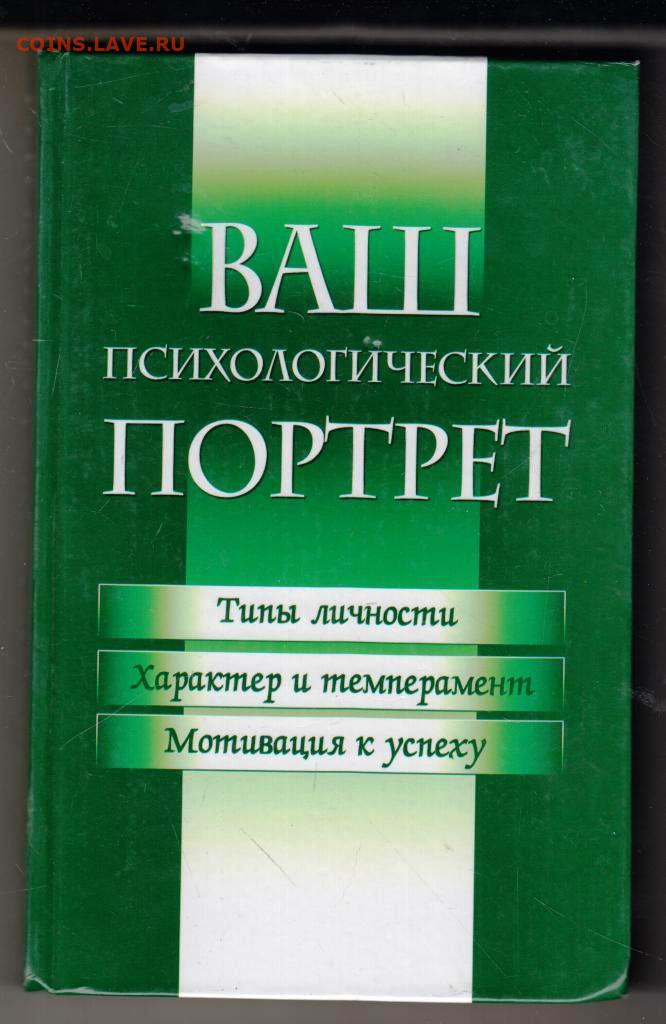 COINS.LAVE.RU
ВАШ
ПСИХОЛОГИЧЕСКИЙ
ПОРТРЕТ
Типы личности
Характер и темперамент
Мотивация к успеху